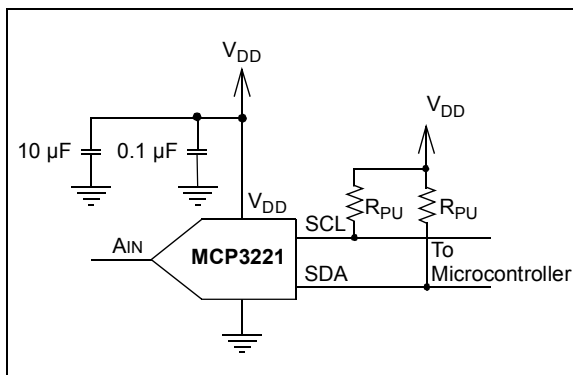 VDD
10 µF
0.1 µF
VDD
VDD
RPU
RPU
SCL
AIN
MCP3221
To
Microcontroller
SDA